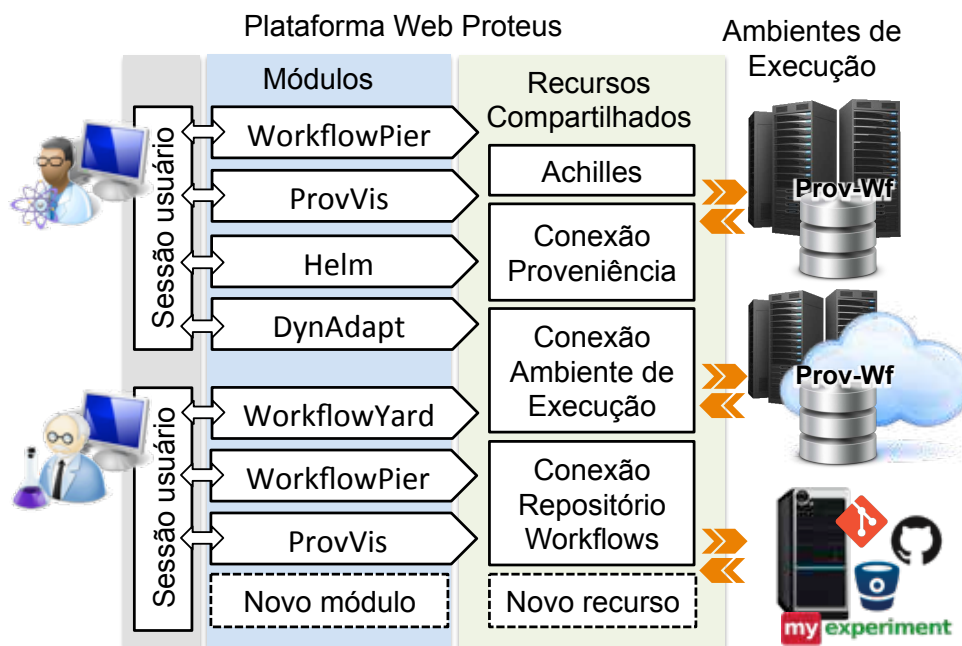 Plataforma Web Proteus
Ambientes de
Execução
Módulos
Recursos
Compartilhados
Sessão usuário
WorkflowPier
ProvVis
Helm
DynAdapt
Sessão usuário
WorkflowYard
WorkflowPier
ProvVis
Novo módulo
Achilles
Conexão
Proveniência
Conexão
Ambiente de
Execução
Conexão
Repositório
Workflows
Novo recurso
Prov-Wf
Prov-Wf
my experiment